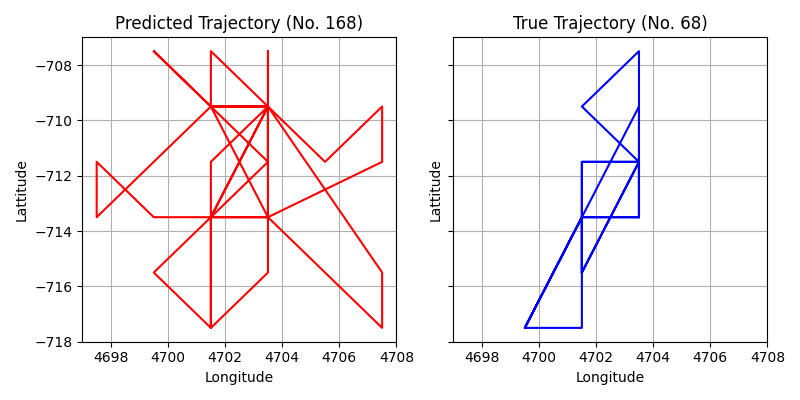 Predicted Trajectory (No. 168)
True Trajectory (No. 68)
Lattitude
−708
−710
−712
−714
−716
−718
4698 4700 4702 4704 4706 4708
Longitude
Lattitude
4698 4700 4702 4704 4706 4708
Longitude